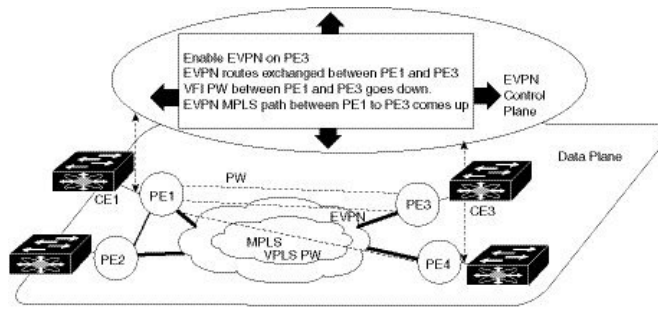 Enable EVPN on PE3
EVPN routes exchanged between PE1 and PE3
VFI PW between PE1 and PE3 goes down.
EVPN MPLS path between PE1 to PE3 comes up
EVPN
Control
Plane
Data Plane
PW
CE1
PE1
PE3
CE3
EVPN
MPLS
VPLS PW
PE2
PE4